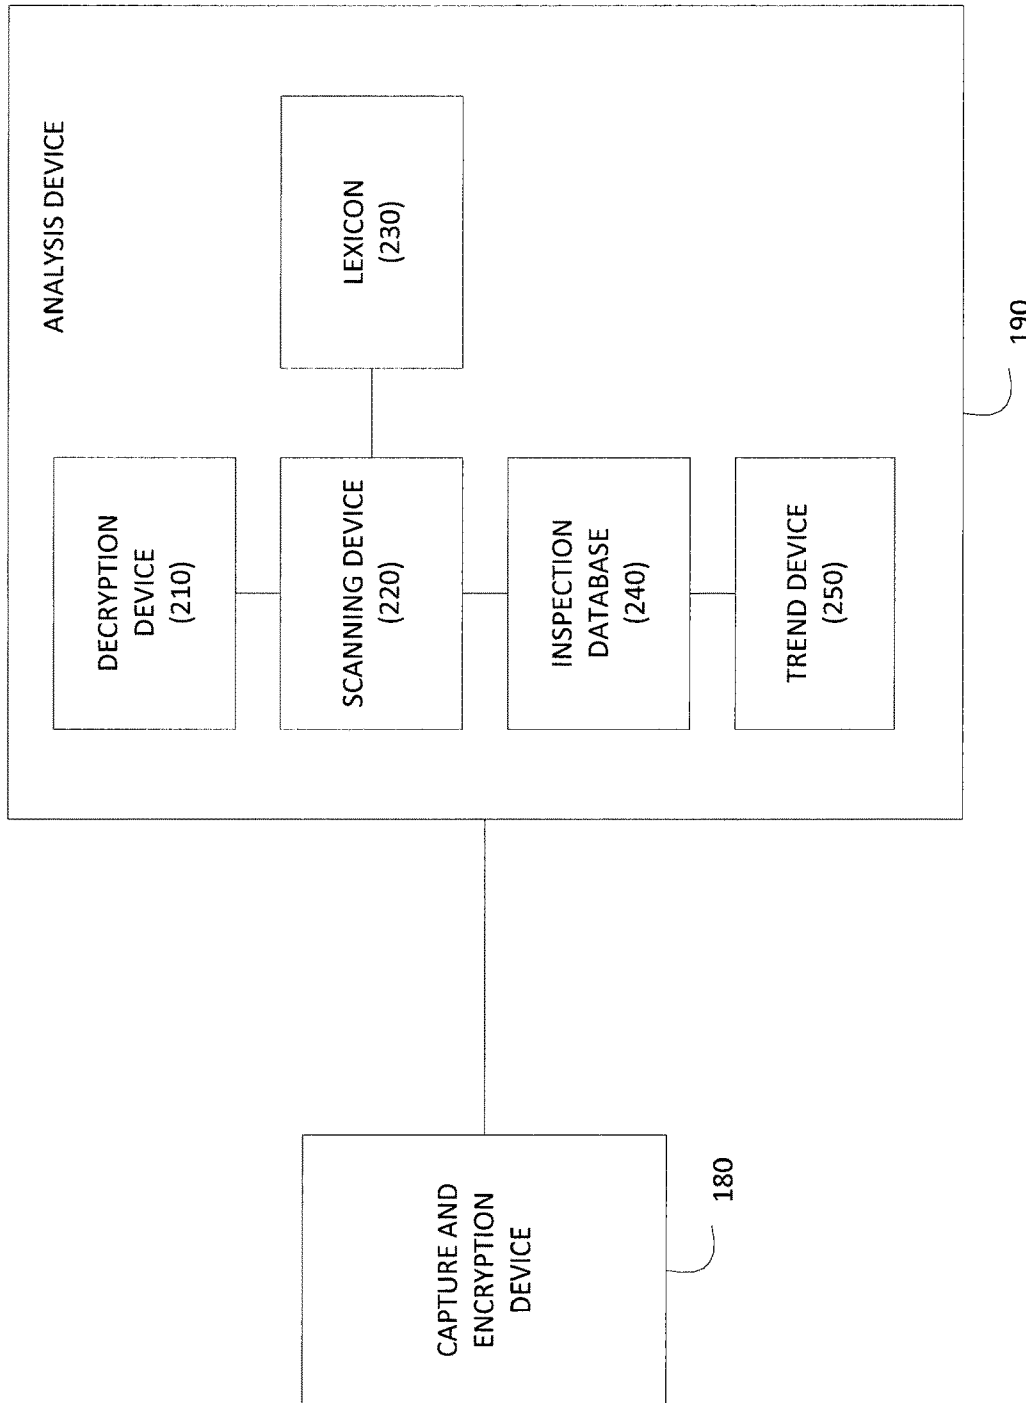 ANALYSIS DEVICE
DECRYPTION
DEVICE
(210)
SCANNING DEVICE
(220)
LEXICON
(230)
INSPECTION
DATABASE
(240)
TREND DEVICE
(250)
190
CAPTURE AND
ENCRYPTION
DEVICE
180